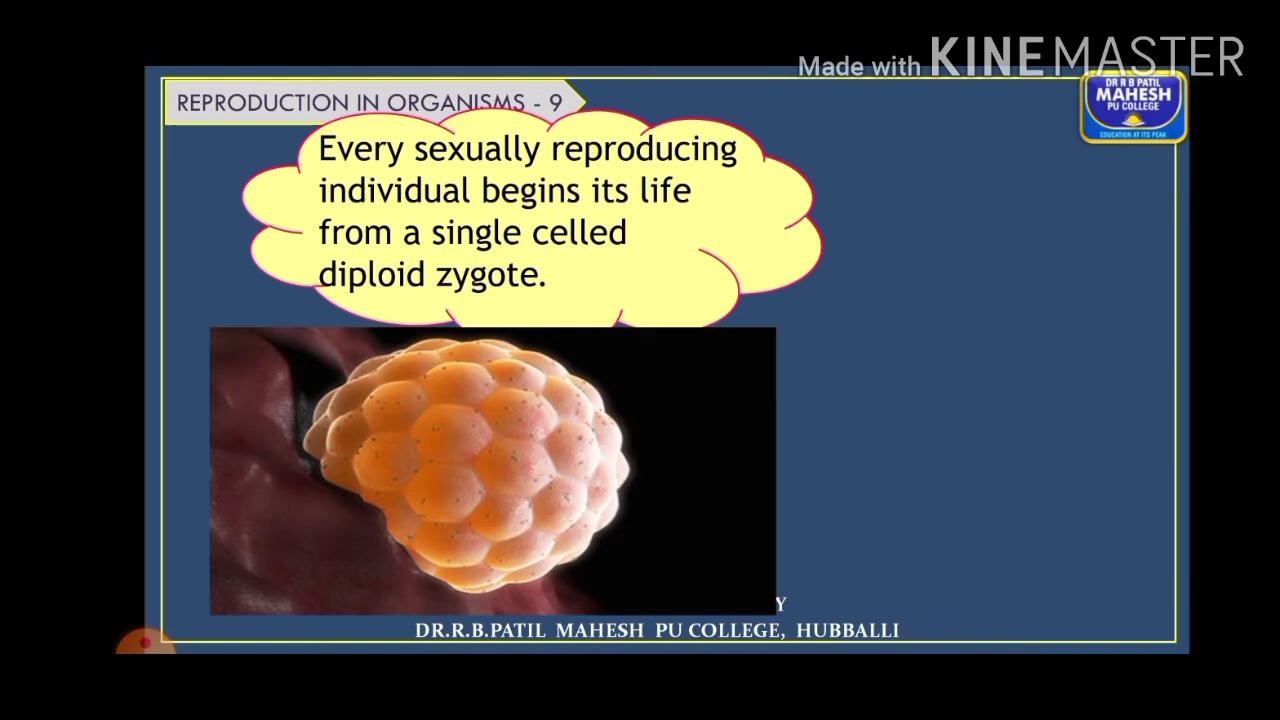 Made with KINEMASTER
REPRODUCTION IN ORGANISMS - 9
DR R B PATIL
MAHESH
PU COLLEGE
EDUCATION AT ITS PEAK
Every sexually reproducing
individual begins its life
from a single celled
diploid zygote.
Y
DR.R.B.PATIL MAHESH PU COLLEGE, HUBBALLI